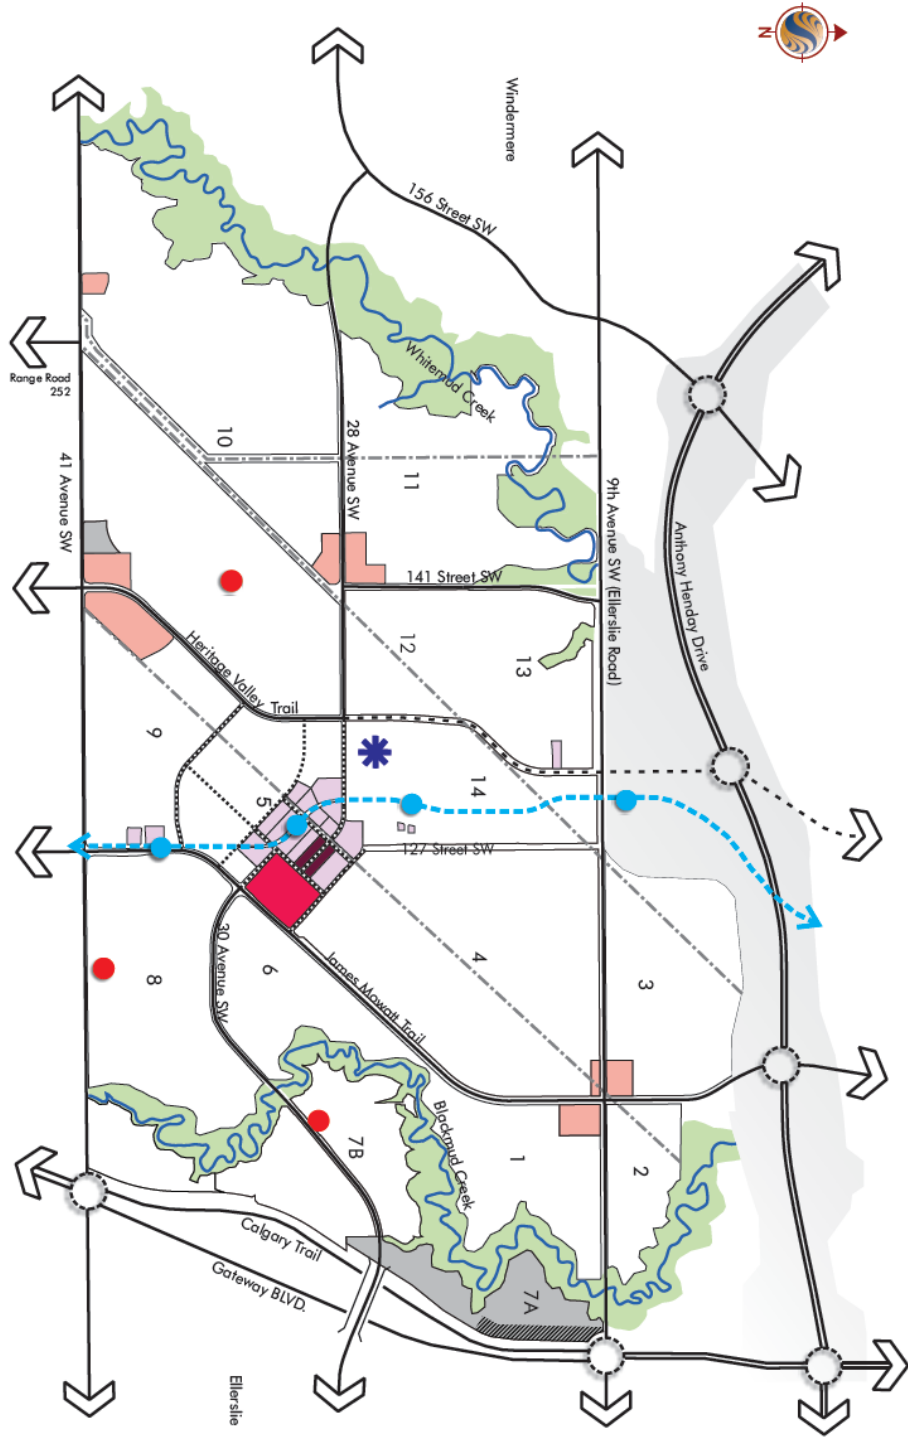 N
Windermere
156 Street SW
Whitemud Creek
Range Road
252
41 Avenue SW
10
28 Avenue SW
11
9th Avenue SW (Ellerslie Road)
Anthony Henday Drive
141 Street SW
12
13
Heritage Valley Trail
9
5
14
127 Street SW
30 Avenue SW
8
6
4
3
James Mowatt Trail
Blackmud Creek
7B
1
2
Calgary Trail
Gateway BLVD.
7A
Ellerslie